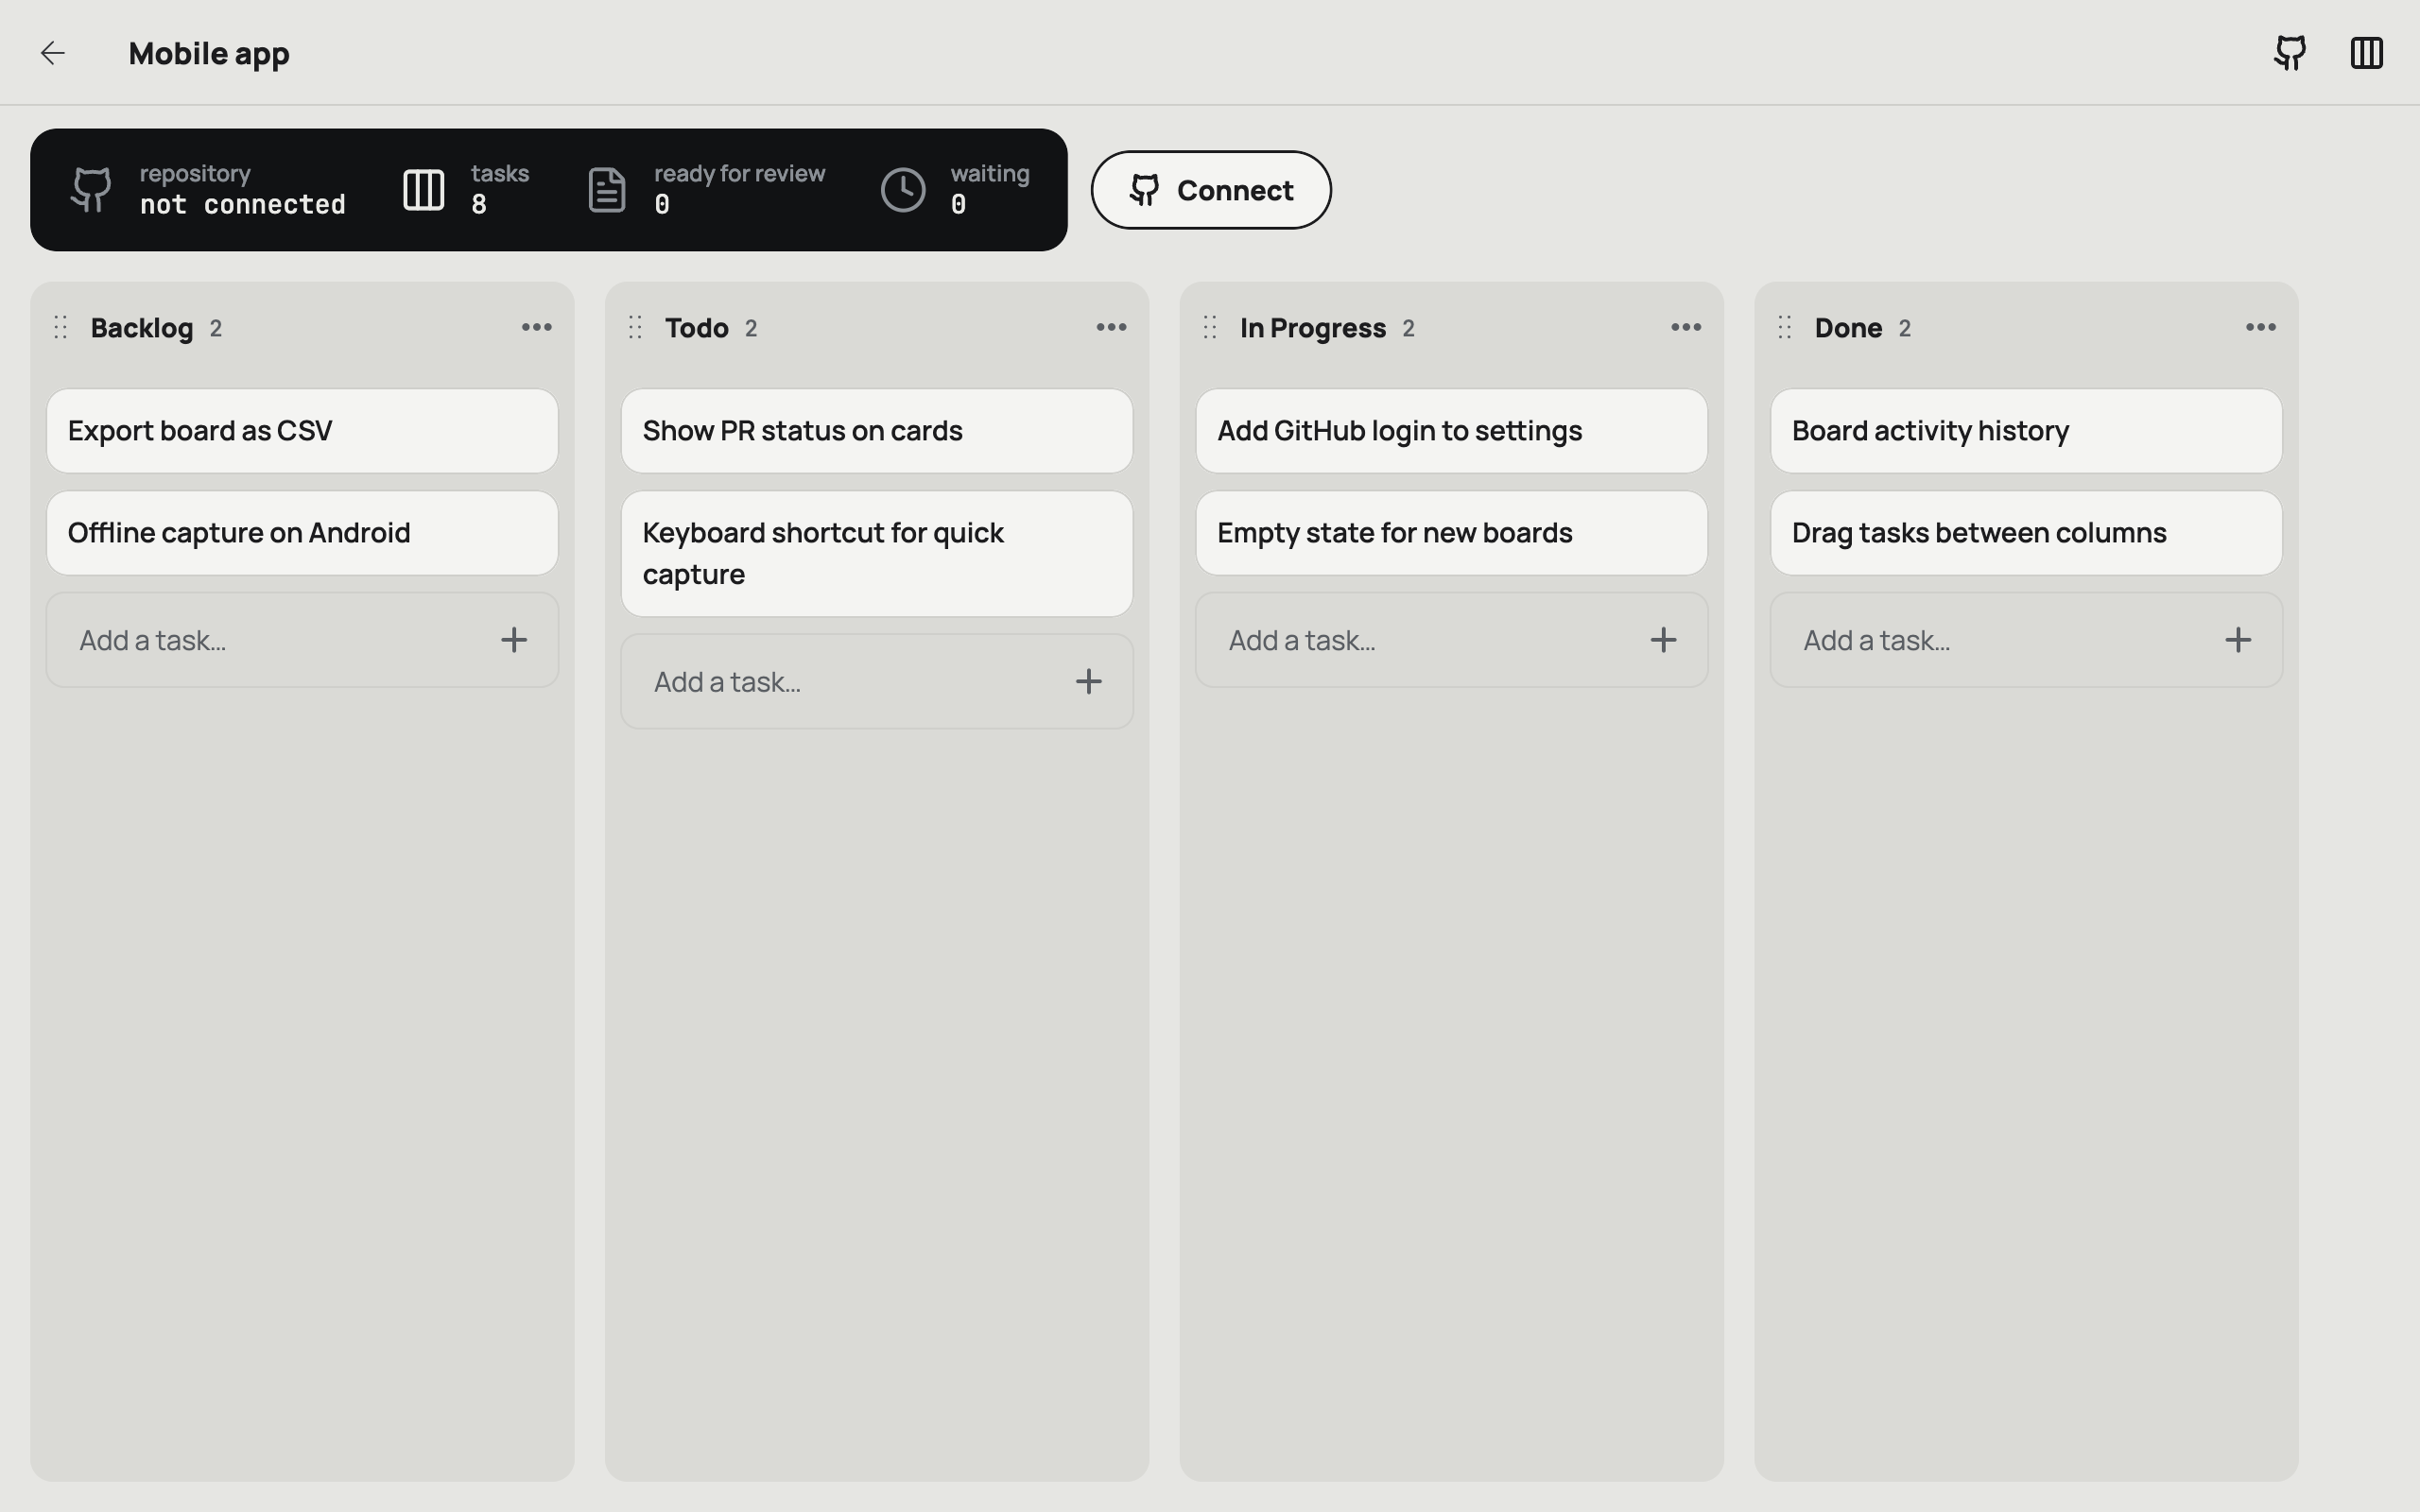 Mobile app
repository
not connected
tasks
8
ready for review
0
waiting
0
Connect
Backlog 2
Export board as CSV
Offline capture on Android
Add a task...
Todo 2
Show PR status on cards
Keyboard shortcut for quick
capture
Add a task...
In Progress 2
Add GitHub login to settings
Empty state for new boards
Add a task...
Done 2
Board activity history
Drag tasks between columns
Add a task...